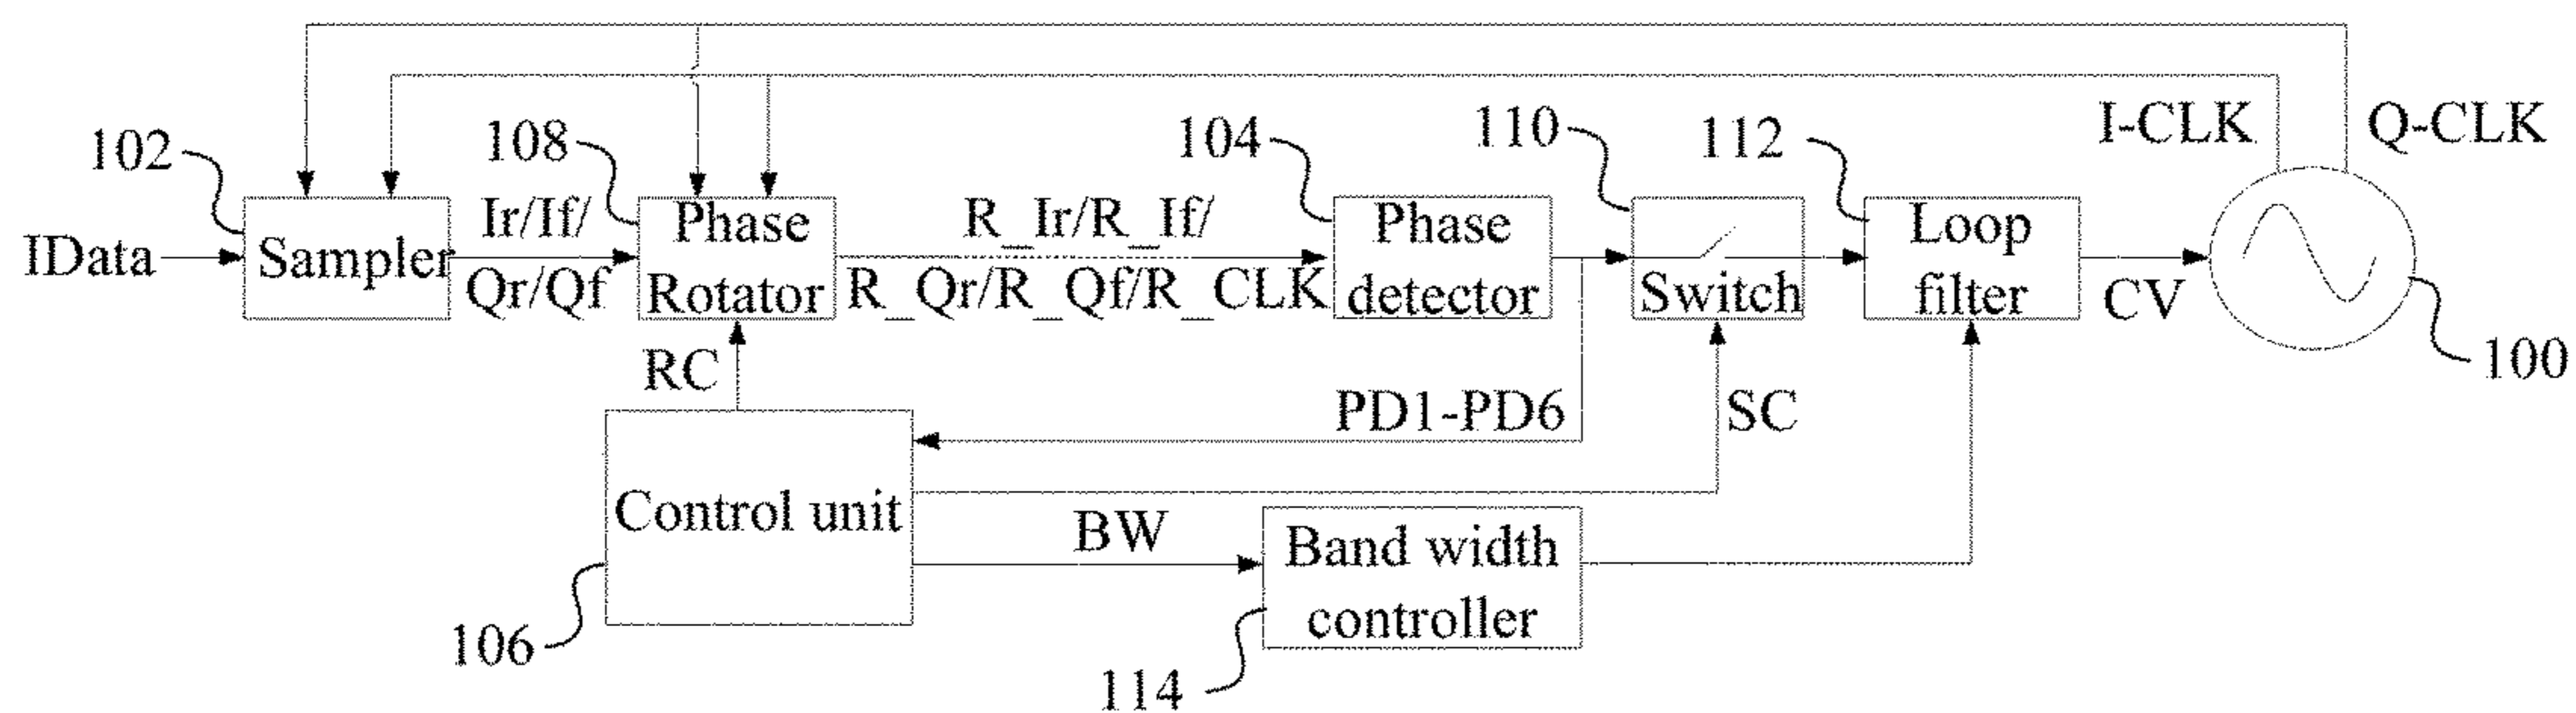 I-CLK
Q-CLK
102
108
104
110
112
IData
Sampler
Ir/If/
Qr/Qf
Phase
Rotator
R_Ir/R_If/
R_Qr/R_Qf/R_CLK
Phase
detector
Switch
Loop
filter
CV
100
RC
PD1-PD6
SC
Control unit
BW
Band width
controller
106
114